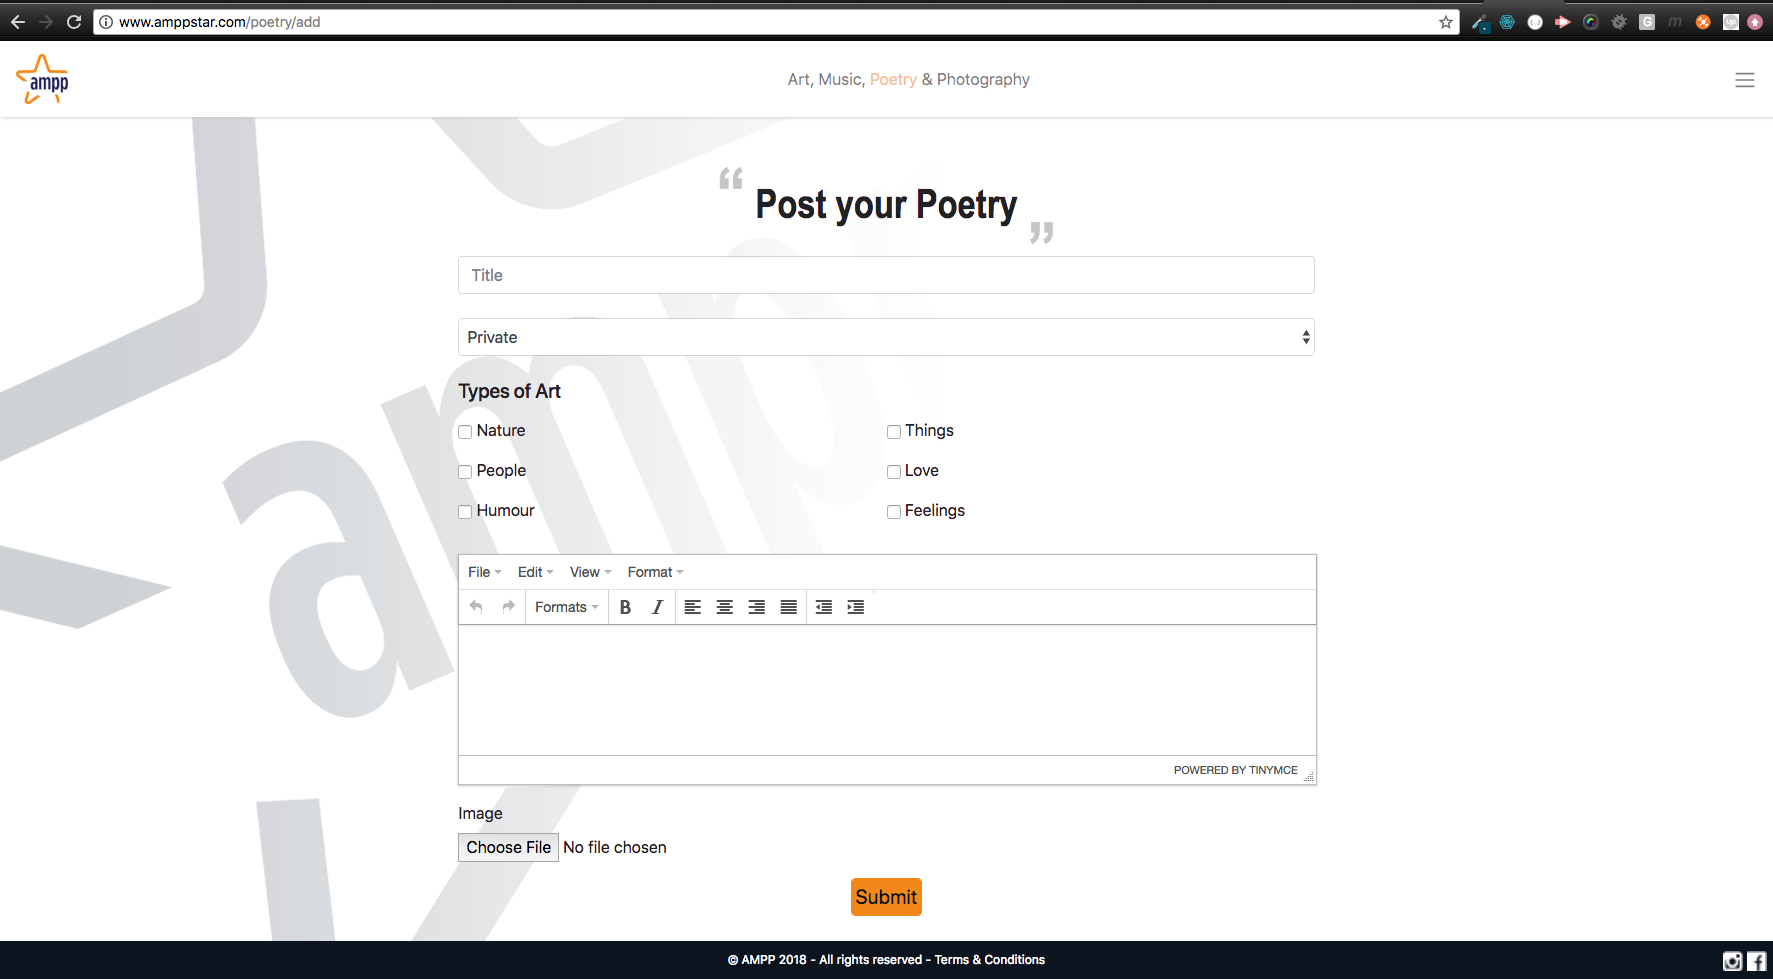 www.amppstar.com/poetry/add
ampp
Art, Music, Poetry & Photography
“ Post your Poetry ”
Title
Private
Types of Art
Nature
Things
People
Love
Humour
Feelings
File Edit View Format
Formats B I
POWERED BY TINYMCE
Image
Choose File No file chosen
Submit
© AMPP 2018 - All rights reserved - Terms & Conditions